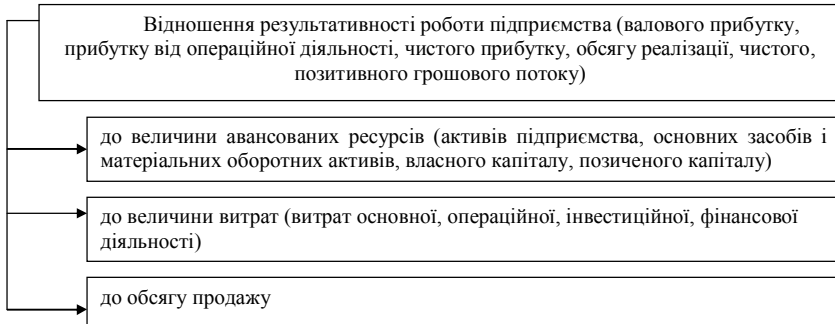 Відношення результативності роботи підприємства (валового прибутку,
прибутку від операційної діяльності, чистого прибутку, обсягу реалізації, чистого,
позитивного грошового потоку)
до величини авансованих ресурсів (активів підприємства, основних засобів і
матеріальних оборотних активів, власного капіталу, позиченого капіталу)
до величини витрат (витрат основної, операційної, інвестиційної, фінансової
діяльності)
до обсягу продажу